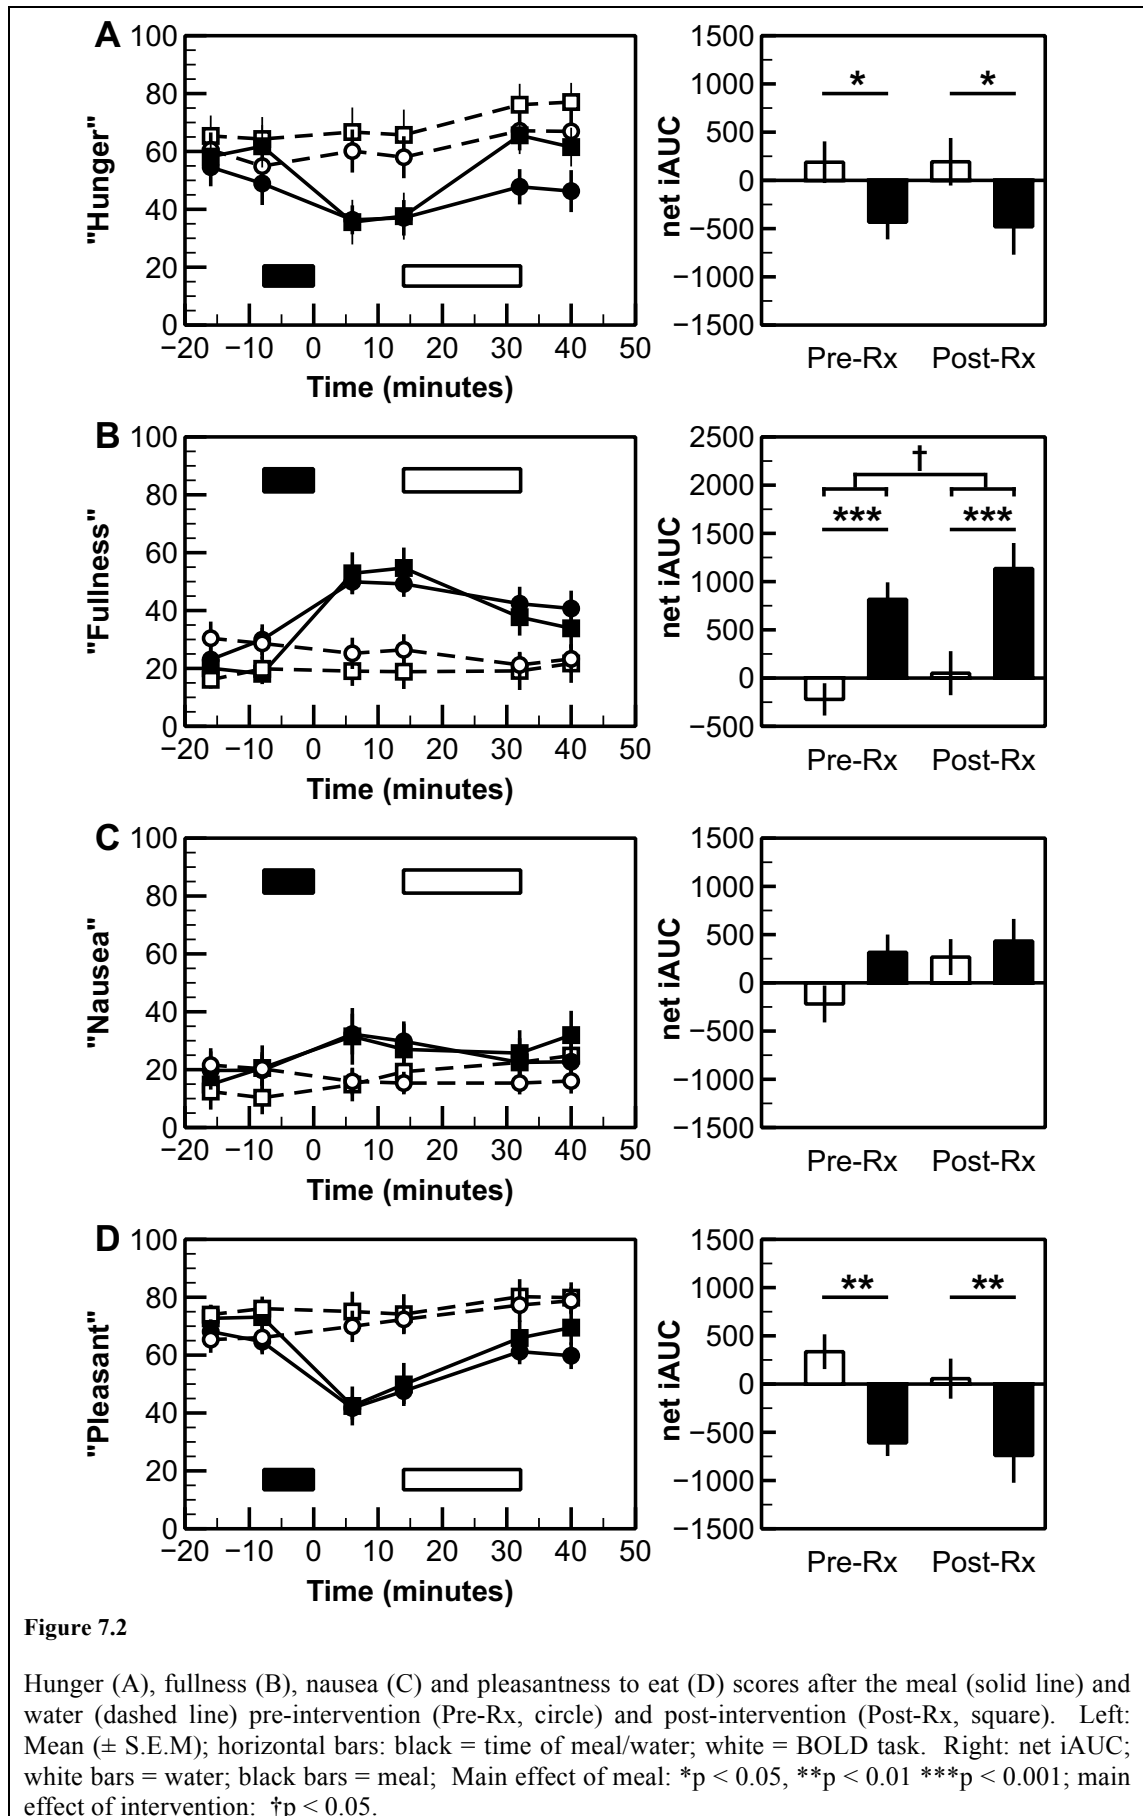 A
100
80
60
40
20
0
"Hunger"
−20 −10 0 10 20 30 40 50
Time (minutes)
1500
1000
500
0
−500
−1000
−1500
net iAUC
* *
Pre-Rx Post-Rx
B
100
80
60
40
20
0
"Fullness"
−20 −10 0 10 20 30 40 50
Time (minutes)
2500
2000
1500
1000
500
0
−500
net iAUC
†
*** ***
Pre-Rx Post-Rx
C
100
80
60
40
20
0
"Nausea"
−20 −10 0 10 20 30 40 50
Time (minutes)
1500
1000
500
0
−500
−1000
−1500
net iAUC
Pre-Rx Post-Rx
D
100
80
60
40
20
0
"Pleasant"
−20 −10 0 10 20 30 40 50
Time (minutes)
1500
1000
500
0
−500
−1000
−1500
net iAUC
** **
Pre-Rx Post-Rx
Figure 7.2
Hunger (A), fullness (B), nausea (C) and pleasantness to eat (D) scores after the meal (solid line) and
water (dashed line) pre-intervention (Pre-Rx, circle) and post-intervention (Post-Rx, square). Left:
Mean (± S.E.M); horizontal bars: black = time of meal/water; white = BOLD task. Right: net iAUC;
white bars = water; black bars = meal; Main effect of meal: *p < 0.05, **p < 0.01 ***p < 0.001; main
effect of intervention: †p < 0.05.